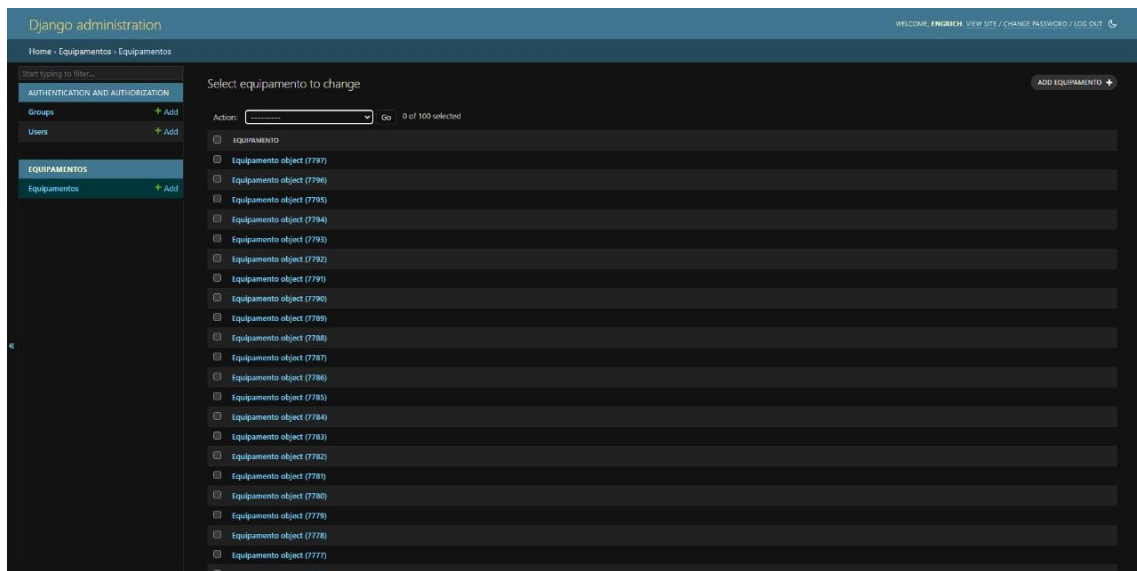 Django administration
WELCOME, ENGRICH. VIEW SITE / CHANGE PASSWORD / LOG OUT
Home › Equipamentos › Equipamentos
Start typing to filter...
AUTHENTICATION AND AUTHORIZATION
Groups + Add
Users + Add
EQUIPAMENTOS
Equipamentos + Add
«
Select equipamento to change
ADD EQUIPAMENTO +
Action: --------- Go 0 of 100 selected
EQUIPAMENTO
Equipamento object (7797)
Equipamento object (7796)
Equipamento object (7795)
Equipamento object (7794)
Equipamento object (7793)
Equipamento object (7792)
Equipamento object (7791)
Equipamento object (7790)
Equipamento object (7789)
Equipamento object (7788)
Equipamento object (7787)
Equipamento object (7786)
Equipamento object (7785)
Equipamento object (7784)
Equipamento object (7783)
Equipamento object (7782)
Equipamento object (7781)
Equipamento object (7780)
Equipamento object (7779)
Equipamento object (7778)
Equipamento object (7777)